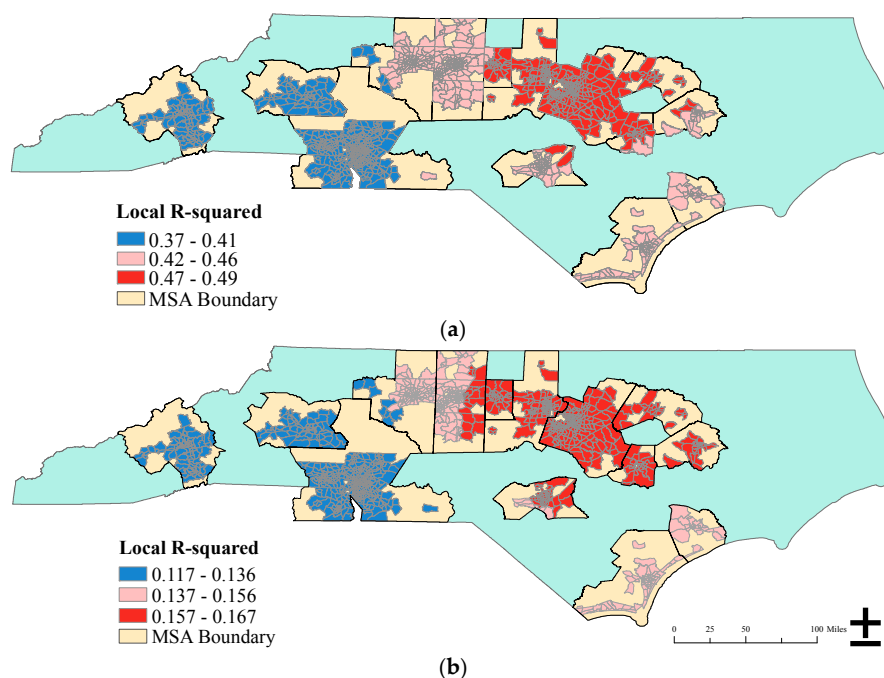 Local R-squared
0.37 - 0.41
0.42 - 0.46
0.47 - 0.49
MSA Boundary
(a)
Local R-squared
0.117 - 0.136
0.137 - 0.156
0.157 - 0.167
MSA Boundary
0 25 50 100 Miles
(b)